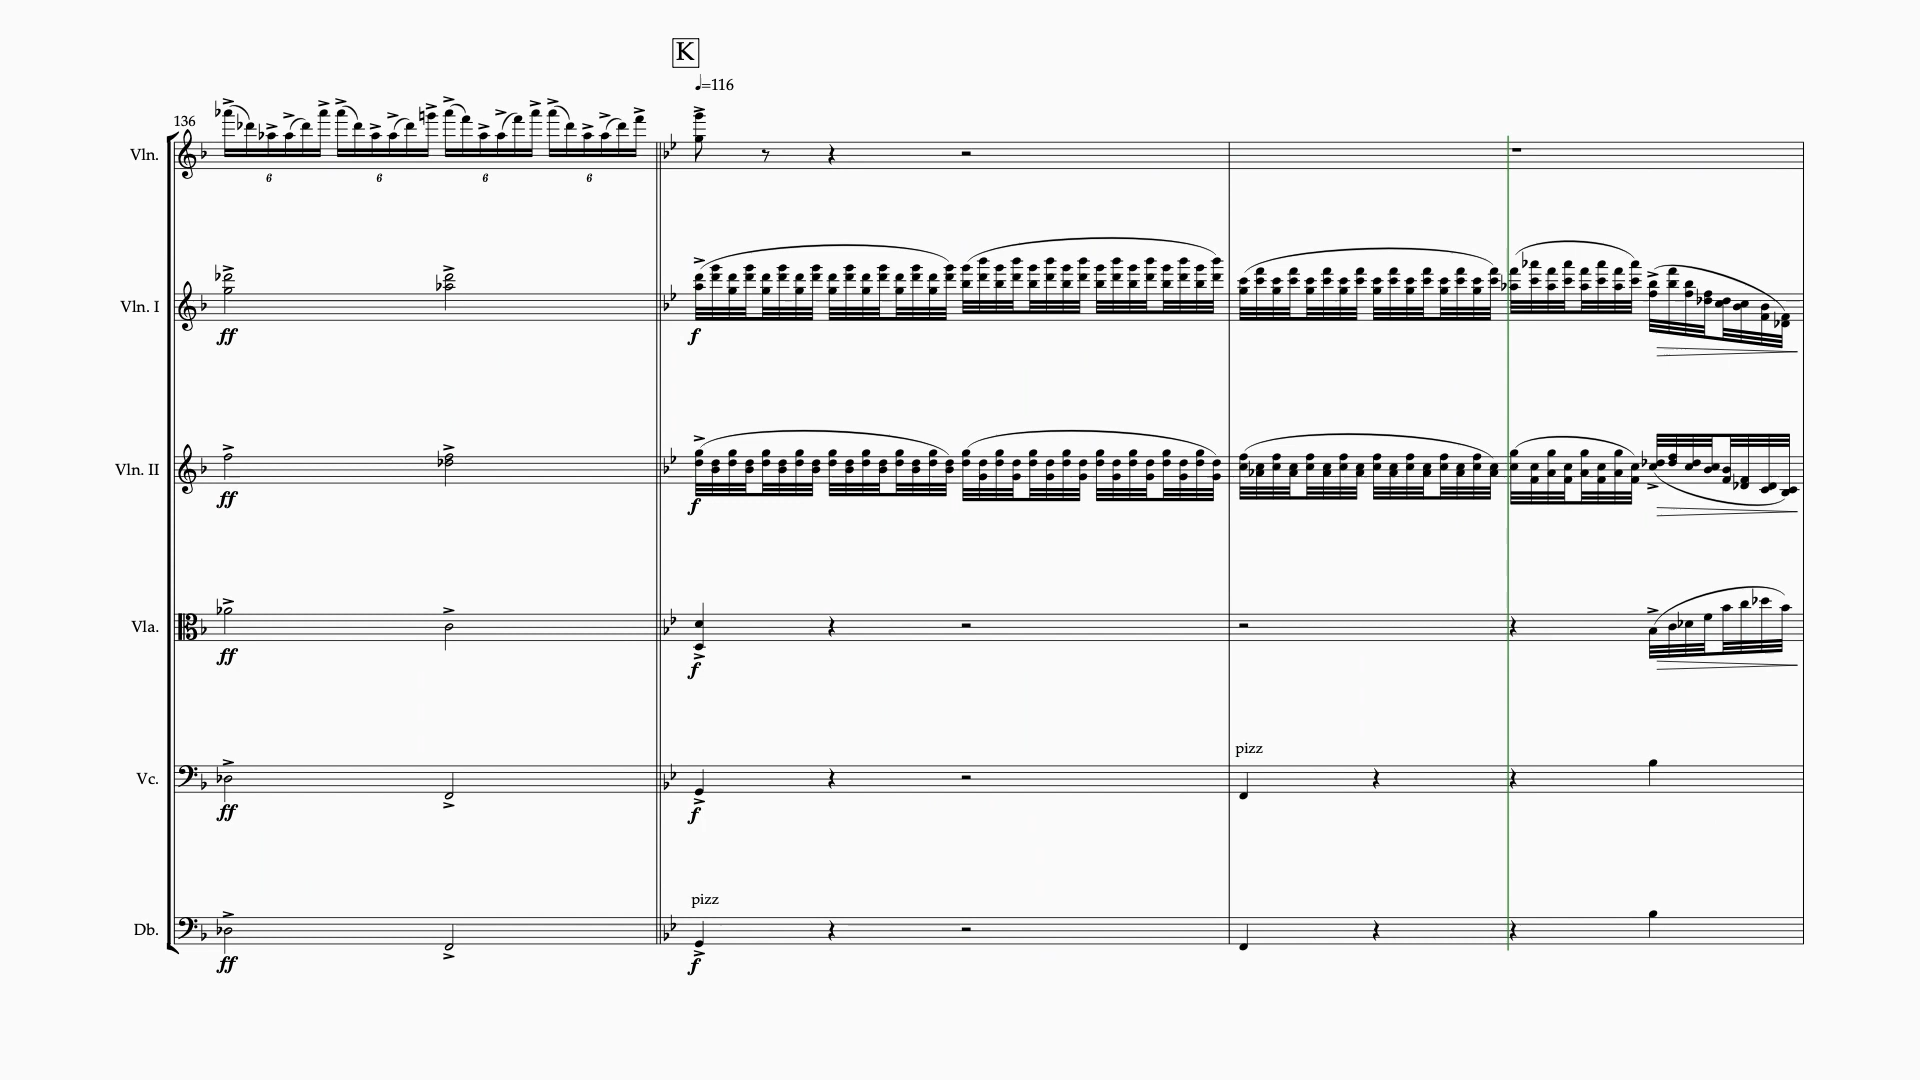 K
♩=116
136
Vln.
6 6 6 6
Vln. I
ff f
Vln. II
ff f
Vla.
ff f
pizz
Vc.
ff f
pizz
Db.
ff f